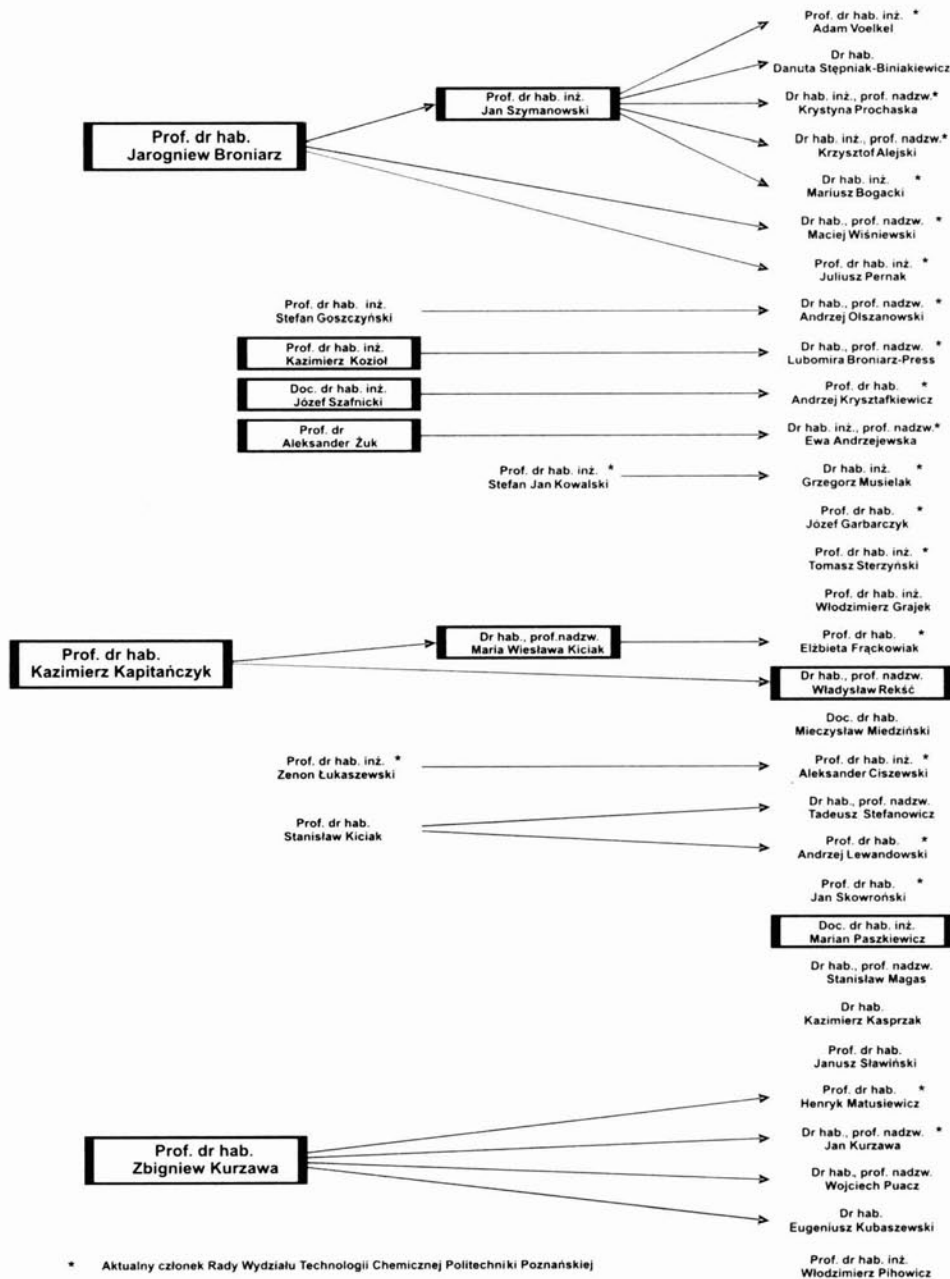 Prof. dr hab. inż. *
Adam Voelkel
Dr hab.
Danuta Stępniak-Biniakiewicz
Prof. dr hab. inż.
Jan Szymanowski
Dr hab. inż., prof. nadzw.*
Krystyna Prochaska
Prof. dr hab.
Jarogniew Broniarz
Dr hab. inż., prof. nadzw.*
Krzysztof Alejski
Dr hab. inż. *
Mariusz Bogacki
Dr hab., prof. nadzw. *
Maciej Wiśniewski
Prof. dr hab. inż. *
Juliusz Pernak
Prof. dr hab. inż.
Stefan Goszczyński
Dr hab., prof. nadzw. *
Andrzej Olszanowski
Prof. dr hab. inż.
Kazimierz Kozioł
Dr hab., prof. nadzw. *
Lubomira Broniarz-Press
Doc. dr hab. inż.
Józef Szafnicki
Prof. dr hab. *
Andrzej Krysztafkiewicz
Prof. dr
Aleksander Żuk
Dr hab. inż., prof. nadzw.*
Ewa Andrzejewska
Prof. dr hab. inż. *
Stefan Jan Kowalski
Dr hab. inż. *
Grzegorz Musielak
Prof. dr hab. *
Józef Garbarczyk
Prof. dr hab. inż. *
Tomasz Sterzyński
Prof. dr hab. inż.
Włodzimierz Grajek
Prof. dr hab.
Kazimierz Kapitańczyk
Dr hab., prof.nadzw.
Maria Wiesława Kiciak
Prof. dr hab. *
Elżbieta Frąckowiak
Dr hab., prof. nadzw.
Władysław Rekść
Doc. dr hab.
Mieczysław Miedziński
Prof. dr hab. inż. *
Zenon Łukaszewski
Prof. dr hab. inż. *
Aleksander Ciszewski
Prof. dr hab.
Stanisław Kiciak
Dr hab., prof. nadzw.
Tadeusz Stefanowicz
Prof. dr hab. *
Andrzej Lewandowski
Prof. dr hab. *
Jan Skowroński
Doc. dr hab. inż.
Marian Paszkiewicz
Dr hab., prof. nadzw.
Stanisław Magas
Dr hab.
Kazimierz Kasprzak
Prof. dr hab.
Janusz Sławiński
Prof. dr hab. *
Henryk Matusiewicz
Prof. dr hab.
Zbigniew Kurzawa
Dr hab., prof. nadzw. *
Jan Kurzawa
Dr hab., prof. nadzw.
Wojciech Puacz
Dr hab.
Eugeniusz Kubaszewski
Prof. dr hab. inż.
Włodzimierz Pihowicz
* Aktualny członek Rady Wydziału Technologii Chemicznej Politechniki Poznańskiej